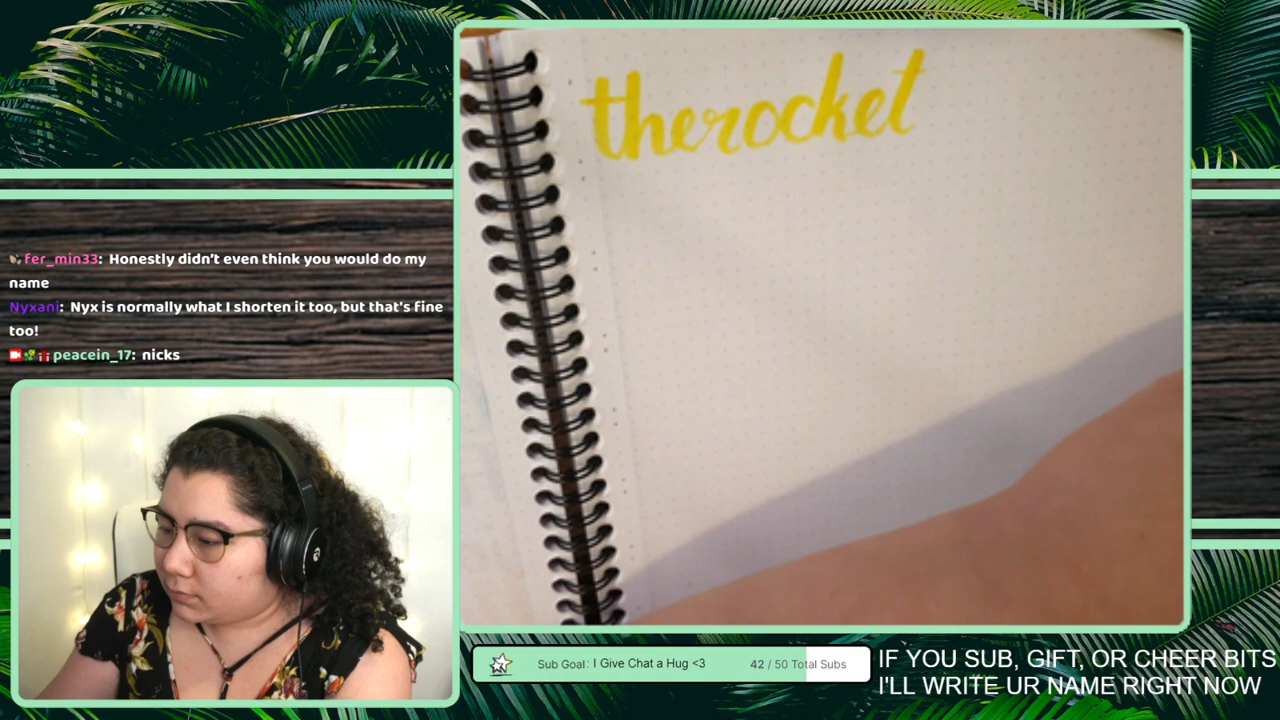 therocket
fer_min33: Honestly didn't even think you would do my
name
Nyxani: Nyx is normally what I shorten it too, but that's fine
too!
peacein_17: nicks
Sub Goal: I Give Chat a Hug <3 42 / 50 Total Subs
IF YOU SUB, GIFT, OR CHEER BITS
I'LL WRITE UR NAME RIGHT NOW